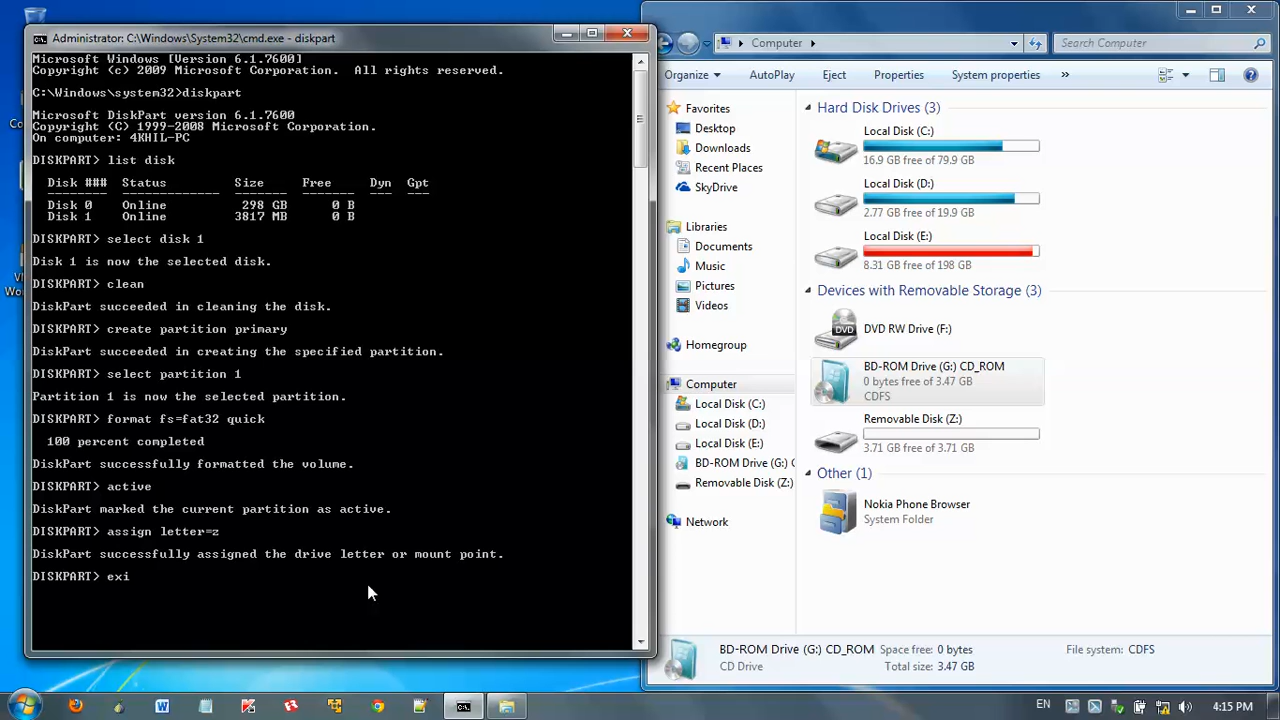 Administrator: C:\Windows\System32\cmd.exe - diskpart
Microsoft Windows [Version 6.1.7600]
Copyright (c) 2009 Microsoft Corporation.  All rights reserved.
C:\Windows\system32>diskpart
Microsoft DiskPart version 6.1.7600
Copyright (C) 1999-2008 Microsoft Corporation.
On computer: 4KHIL-PC
DISKPART> list disk
Disk ###  Status  Size  Free  Dyn  Gpt
Disk 0  Online  298 GB  0 B
Disk 1  Online  3817 MB  0 B
DISKPART> select disk 1
Disk 1 is now the selected disk.
DISKPART> clean
DiskPart succeeded in cleaning the disk.
DISKPART> create partition primary
DiskPart succeeded in creating the specified partition.
DISKPART> select partition 1
Partition 1 is now the selected partition.
DISKPART> format fs=fat32 quick
100 percent completed
DiskPart successfully formatted the volume.
DISKPART> active
DiskPart marked the current partition as active.
DISKPART> assign letter=z
DiskPart successfully assigned the drive letter or mount point.
DISKPART> exi
Computer
Search Computer
Organize  AutoPlay  Eject  Properties  System properties  »
Favorites
Desktop
Downloads
Recent Places
SkyDrive
Libraries
Documents
Music
Pictures
Videos
Homegroup
Computer
Local Disk (C:)
Local Disk (D:)
Local Disk (E:)
BD-ROM Drive (G:) C
Removable Disk (Z:)
Network
Hard Disk Drives (3)
Local Disk (C:)
16.9 GB free of 79.9 GB
Local Disk (D:)
2.77 GB free of 19.9 GB
Local Disk (E:)
8.31 GB free of 198 GB
Devices with Removable Storage (3)
DVD
DVD RW Drive (F:)
BD-ROM Drive (G:) CD_ROM
0 bytes free of 3.47 GB
CDFS
Removable Disk (Z:)
3.71 GB free of 3.71 GB
Other (1)
Nokia Phone Browser
System Folder
BD-ROM Drive (G:) CD_ROM  Space free: 0 bytes  File system: CDFS
CD Drive  Total size: 3.47 GB
EN  4:15 PM